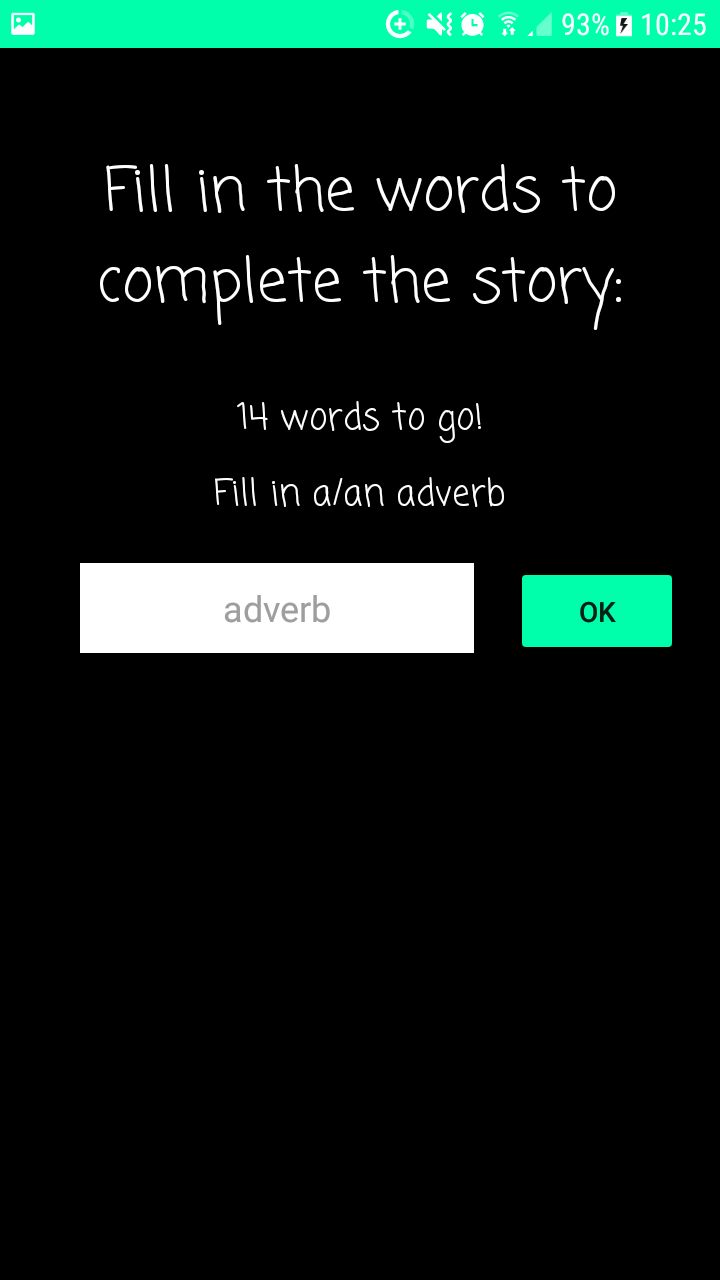 93% 10:25
Fill in the words to
complete the story:
14 words to go!
Fill in a/an adverb
adverb
OK